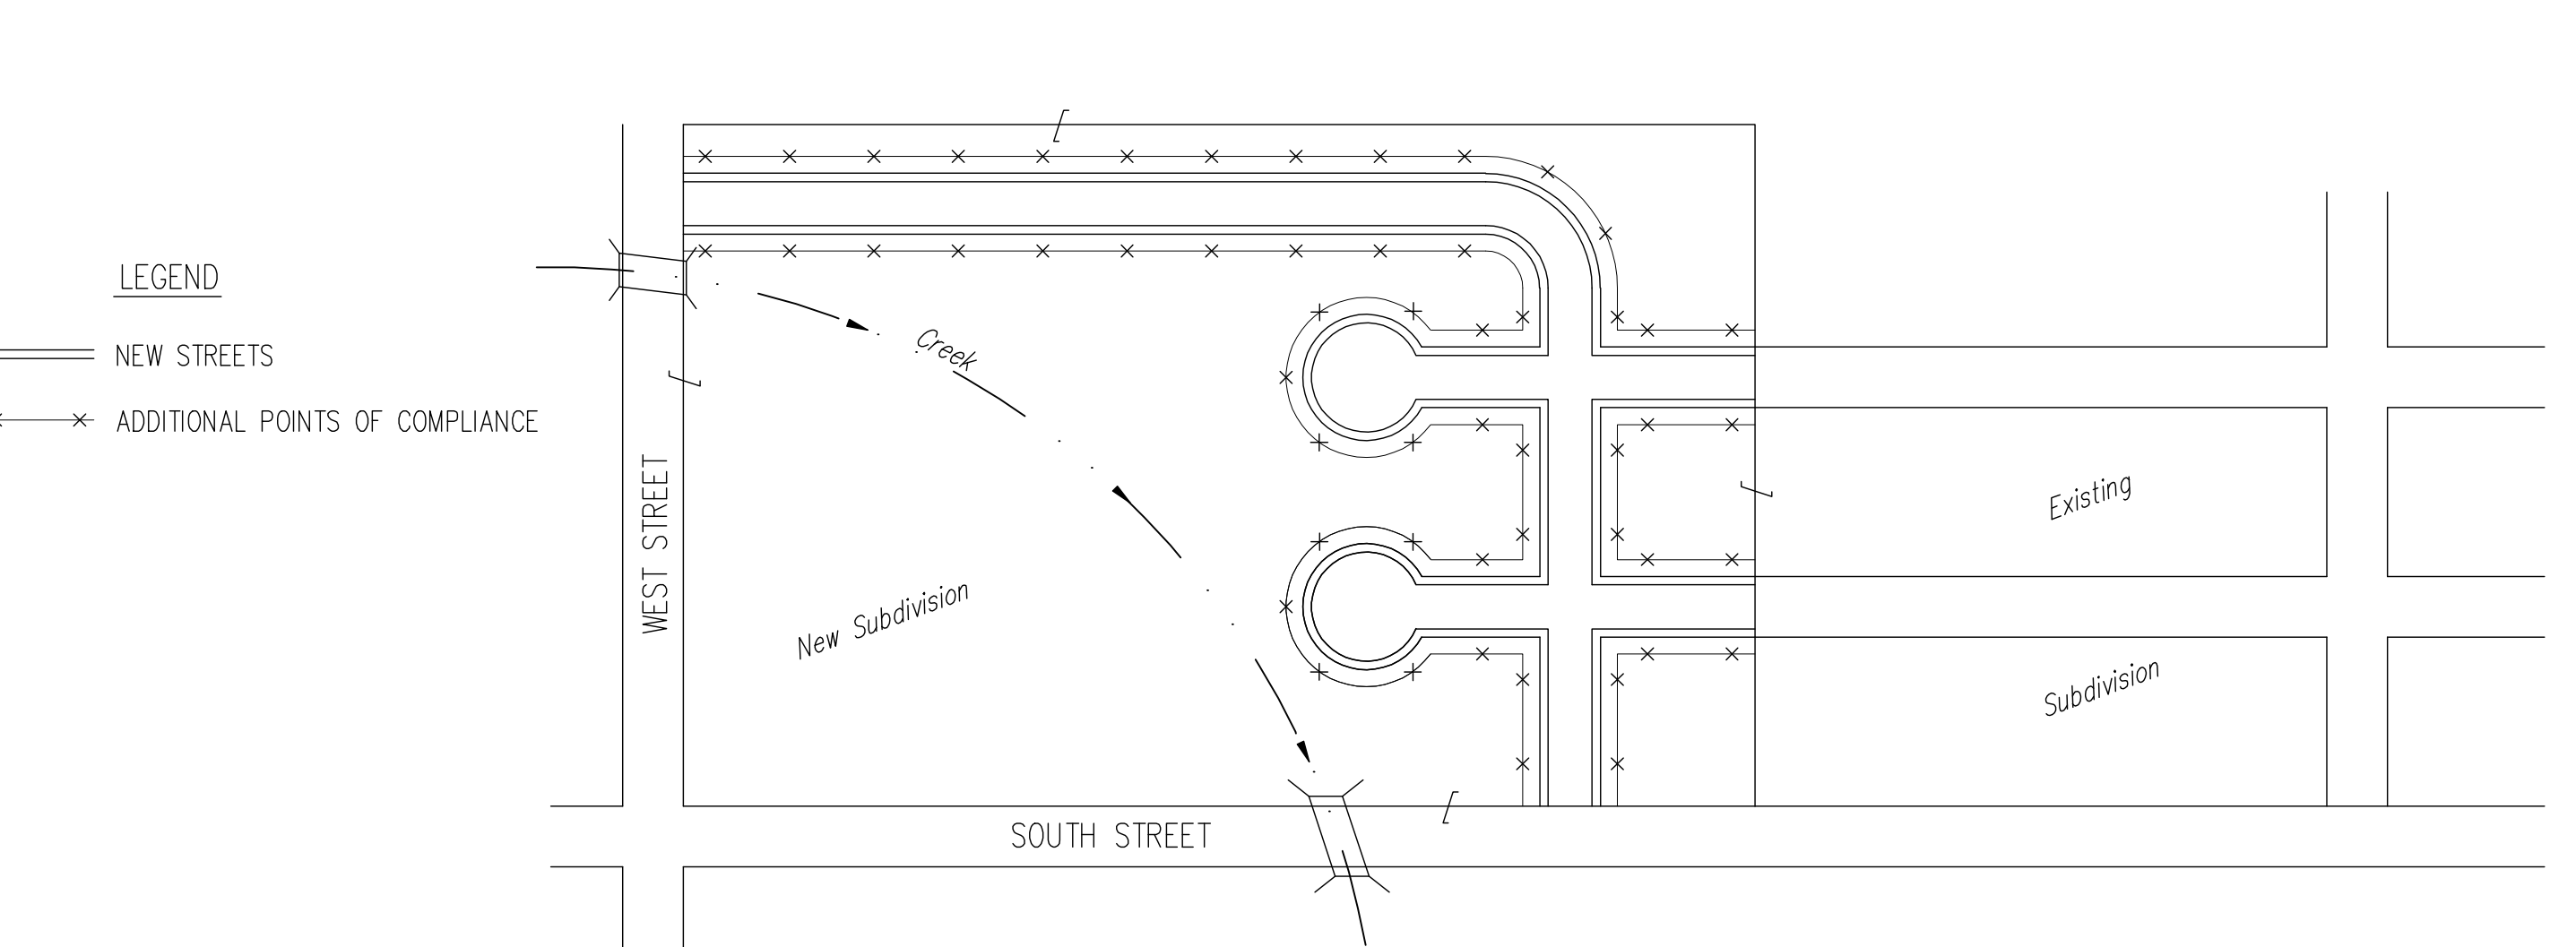 LEGEND
NEW STREETS
ADDITIONAL POINTS OF COMPLIANCE
WEST STREET
Creek
New Subdivision
SOUTH STREET
Existing
Subdivision